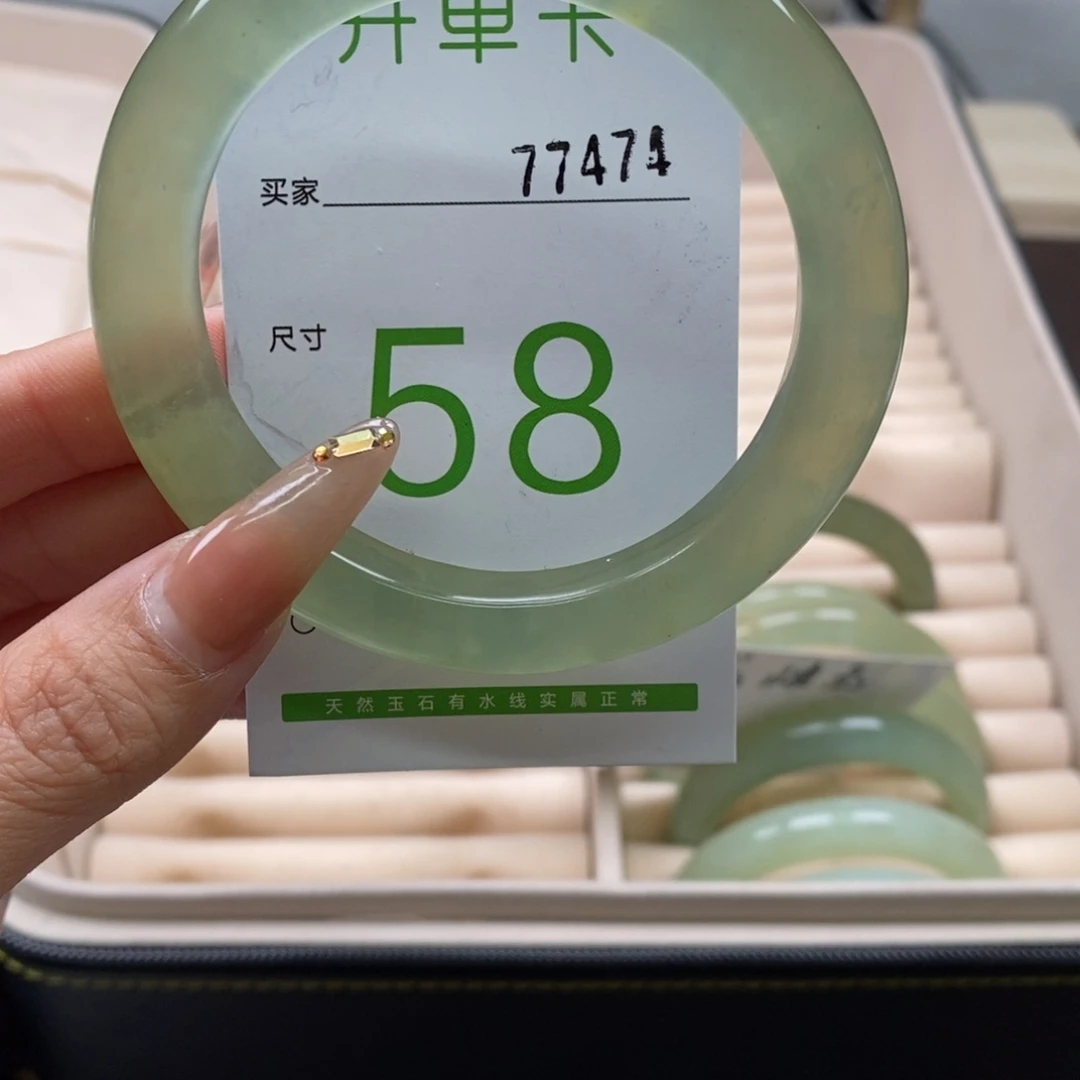 开单卡
买家 77474
尺寸 58
天然玉石有水线实属正常